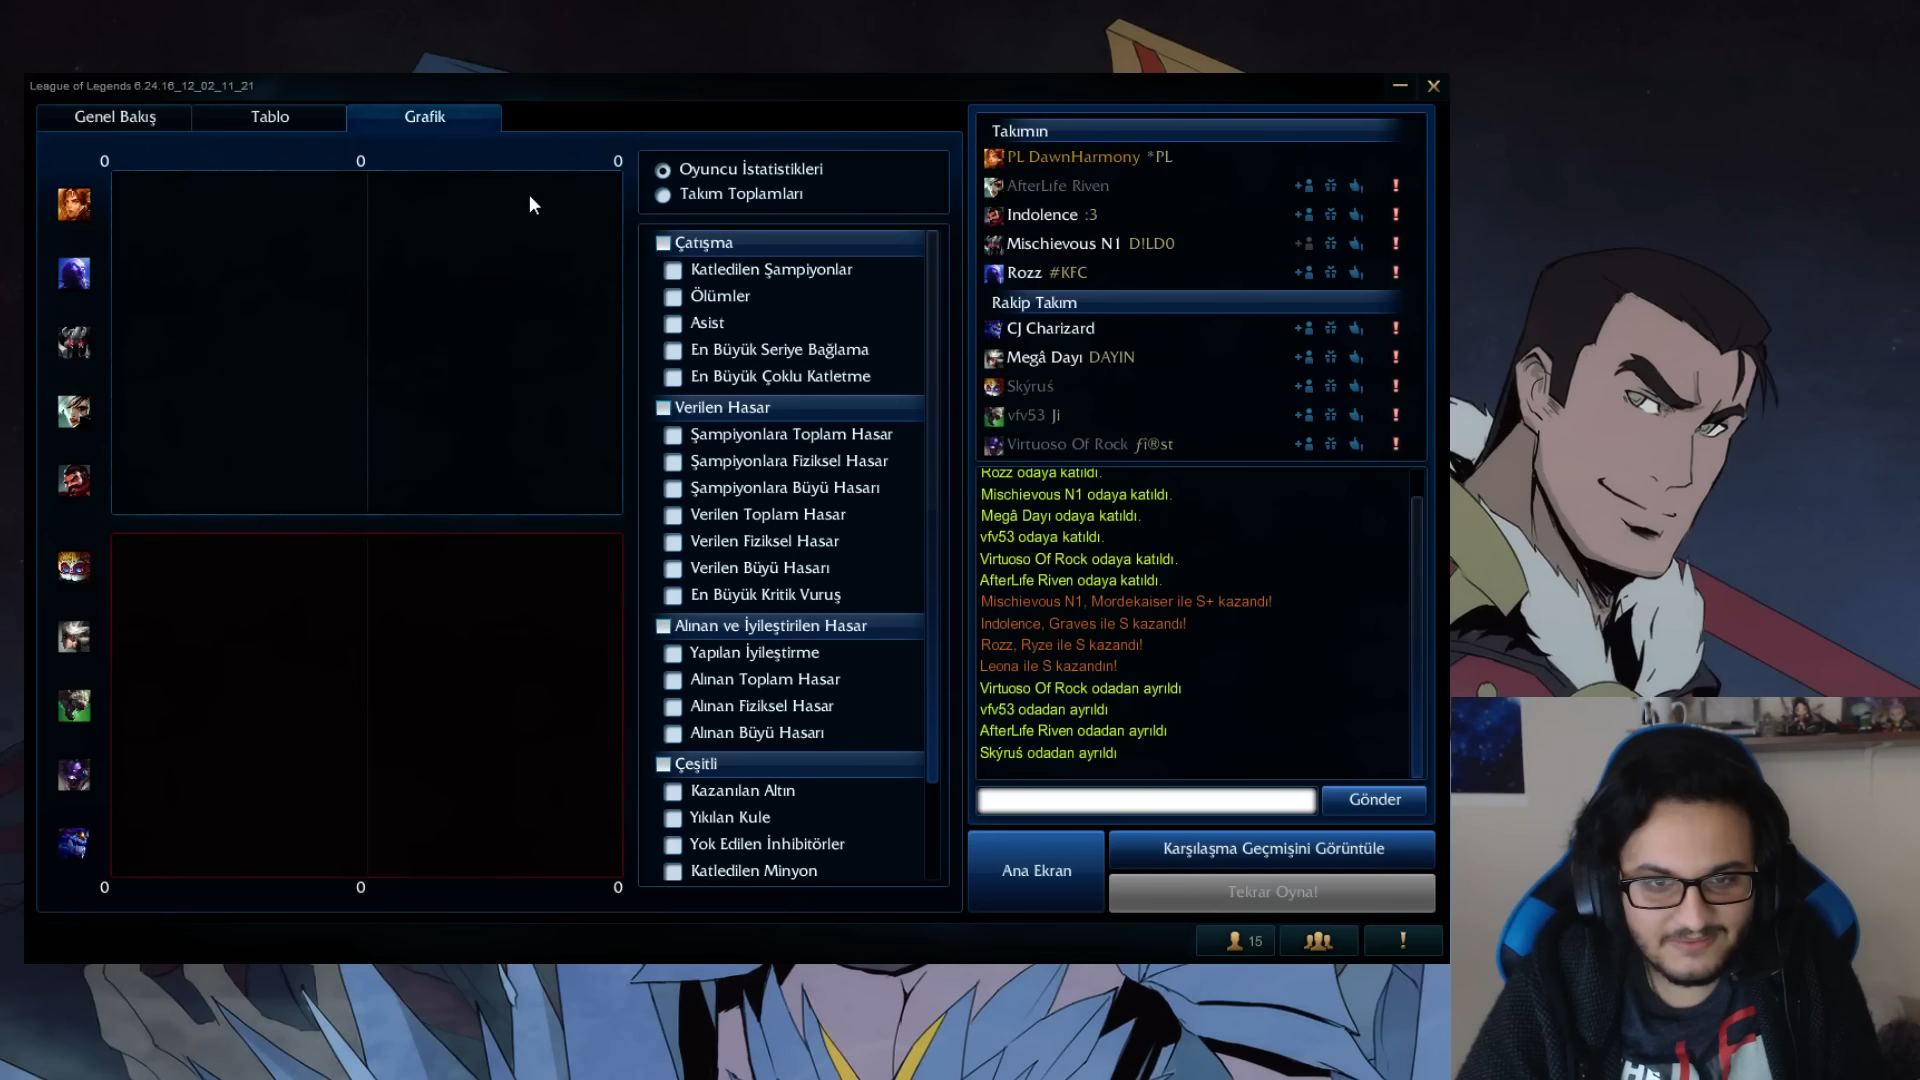 League of Legends 6.24.16_12_02_11_21
Genel Bakış
Tablo
Grafik
0
0
0
0
0
0
Oyuncu İstatistikleri
Takım Toplamları
Çatışma
Katledilen Şampiyonlar
Ölümler
Asist
En Büyük Seriye Bağlama
En Büyük Çoklu Katletme
Verilen Hasar
Şampiyonlara Toplam Hasar
Şampiyonlara Fiziksel Hasar
Şampiyonlara Büyü Hasarı
Verilen Toplam Hasar
Verilen Fiziksel Hasar
Verilen Büyü Hasarı
En Büyük Kritik Vuruş
Alınan ve İyileştirilen Hasar
Yapılan İyileştirme
Alınan Toplam Hasar
Alınan Fiziksel Hasar
Alınan Büyü Hasarı
Çeşitli
Kazanılan Altın
Yıkılan Kule
Yok Edilen İnhibitörler
Katledilen Minyon
Takımın
PL DawnHarmony *PL
AfterLıfe Riven
Indolence :3
Mischievous N1 D!LD0
Rozz #KFC
Rakip Takım
CJ Charizard
Megâ Dayı DAYIN
Skýruś
vfv53 Ji
Virtuoso Of Rock ƒi®st
Rozz odaya katıldı.
Mischievous N1 odaya katıldı.
Megâ Dayı odaya katıldı.
vfv53 odaya katıldı.
Virtuoso Of Rock odaya katıldı.
AfterLıfe Riven odaya katıldı.
Mischievous N1, Mordekaiser ile S+ kazandı!
Indolence, Graves ile S kazandı!
Rozz, Ryze ile S kazandı!
Leona ile S kazandın!
Virtuoso Of Rock odadan ayrıldı
vfv53 odadan ayrıldı
AfterLıfe Riven odadan ayrıldı
Skýruś odadan ayrıldı
Gönder
Ana Ekran
Karşılaşma Geçmişini Görüntüle
Tekrar Oyna!
15